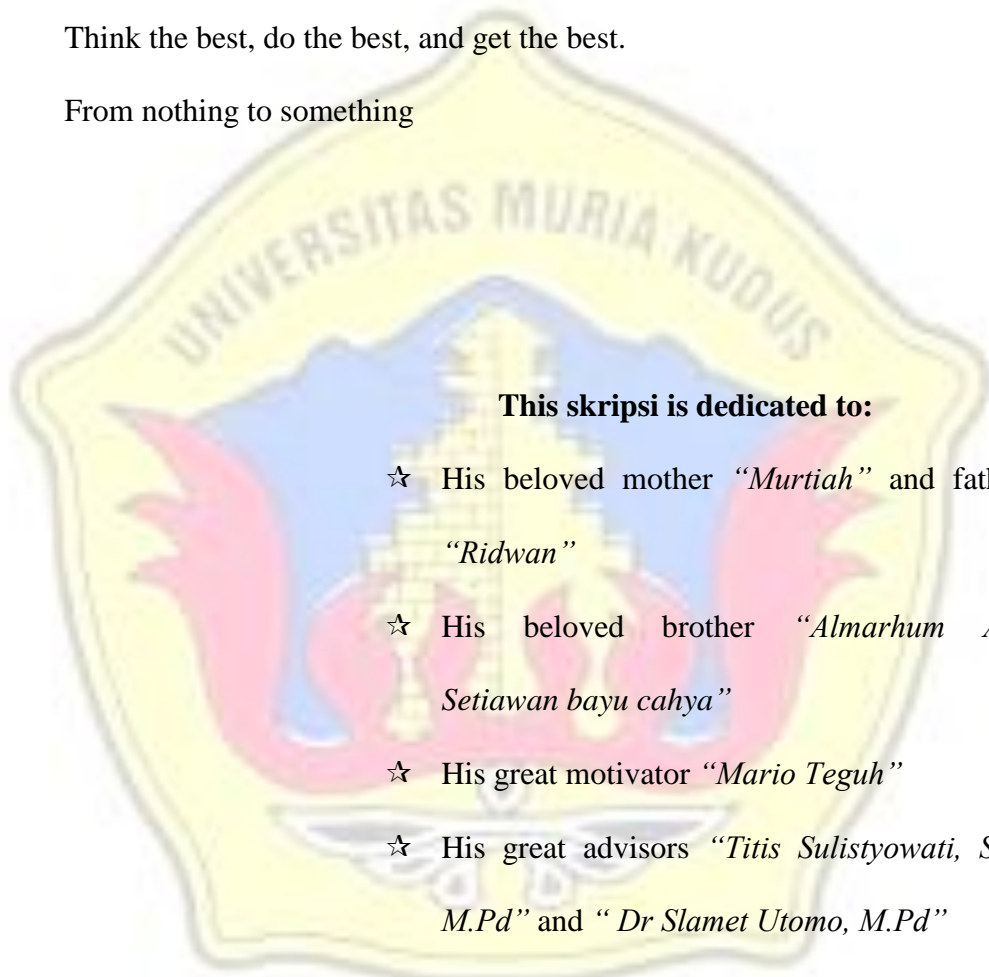 Think the best, do the best, and get the best.
From nothing to something
UNIVERSITAS MURIA KUDUS
This skripsi is dedicated to:
☆ His beloved mother “Murtiah” and
“Ridwan”
☆ His beloved brother “Almarhum
Setiawan bayu cahya”
☆ His great motivator “Mario Teguh”
☆ His great advisors “Titis Sulistyowati,
M.Pd” and “ Dr Slamet Utomo, M.Pd”